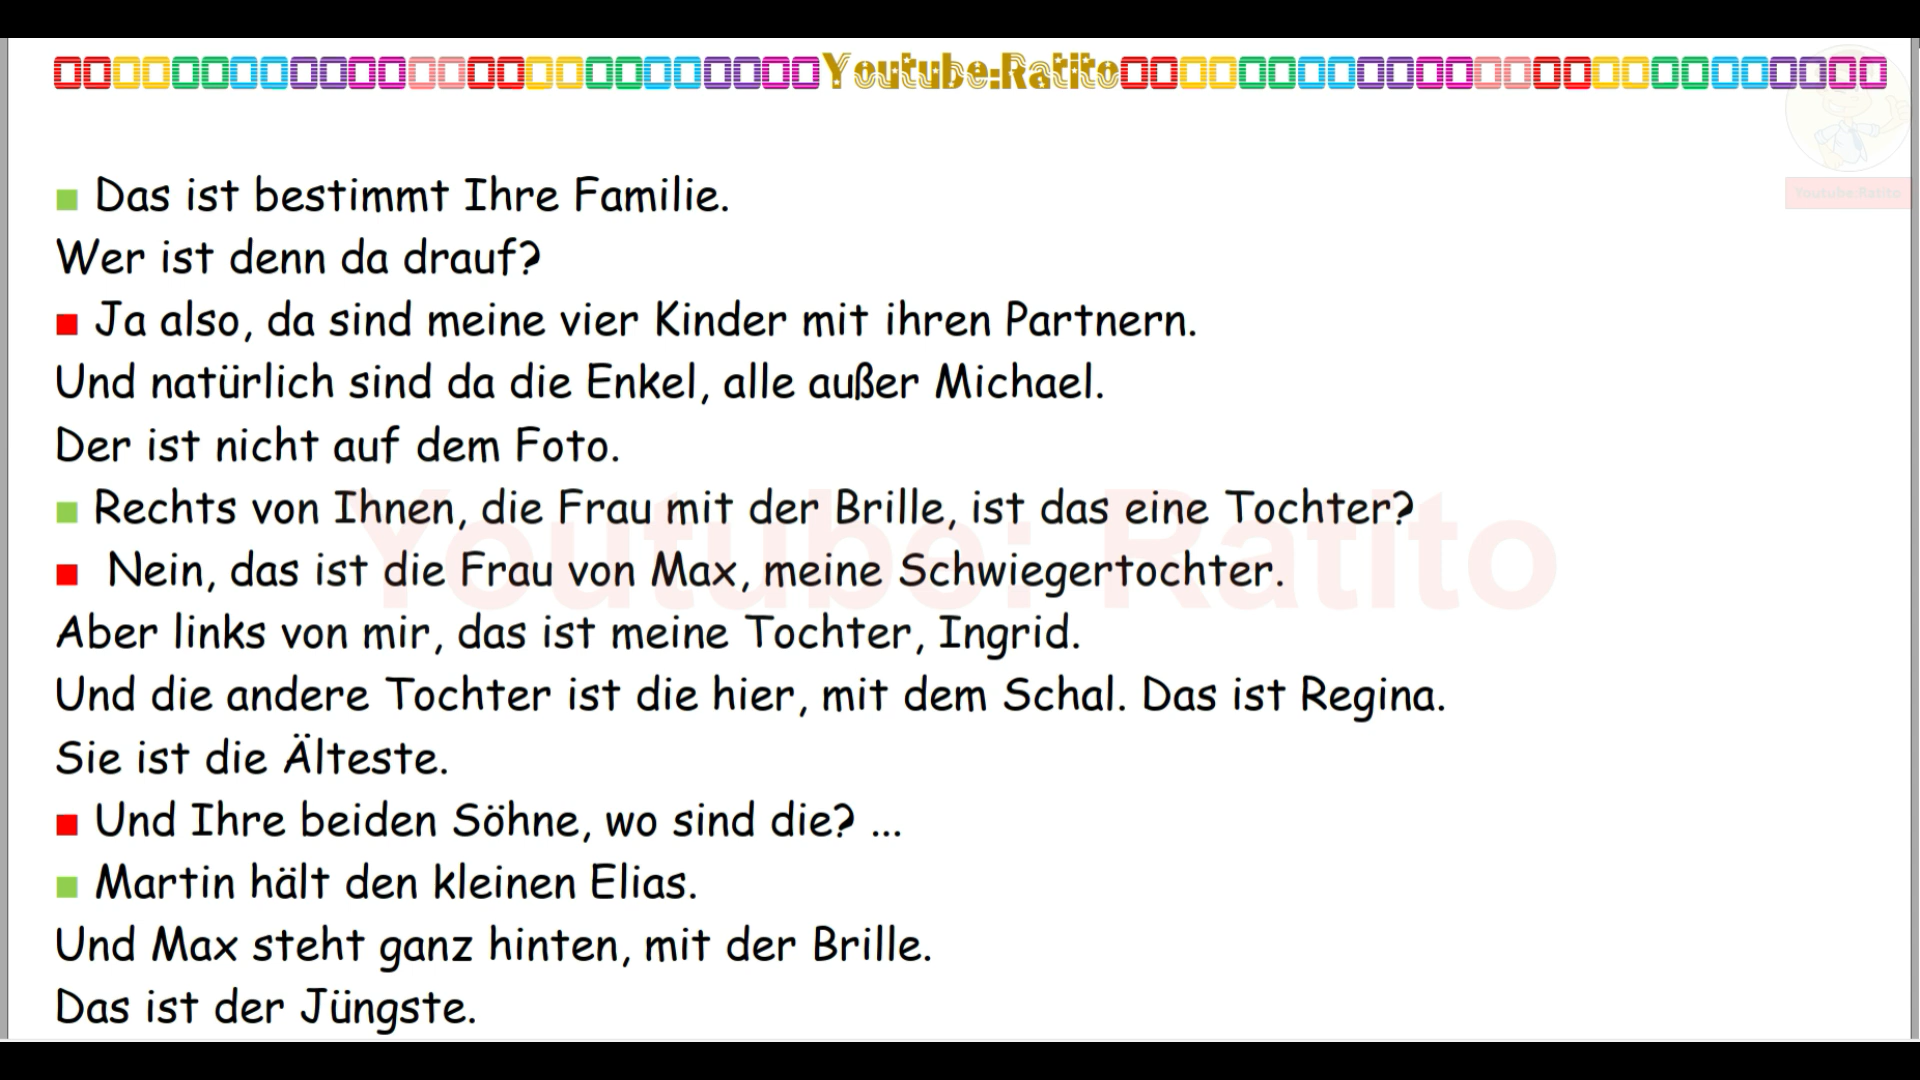 Youtube:Ratito
Youtube:Ratito
■ Das ist bestimmt Ihre Familie.
Wer ist denn da drauf?
■ Ja also, da sind meine vier Kinder mit ihren Partnern.
Und natürlich sind da die Enkel, alle außer Michael.
Der ist nicht auf dem Foto.
■ Rechts von Ihnen, die Frau mit der Brille, ist das eine Tochter?
Youtube: Ratito
■ Nein, das ist die Frau von Max, meine Schwiegertochter.
Aber links von mir, das ist meine Tochter, Ingrid.
Und die andere Tochter ist die hier, mit dem Schal. Das ist Regina.
Sie ist die Älteste.
■ Und Ihre beiden Söhne, wo sind die? ...
■ Martin hält den kleinen Elias.
Und Max steht ganz hinten, mit der Brille.
Das ist der Jüngste.